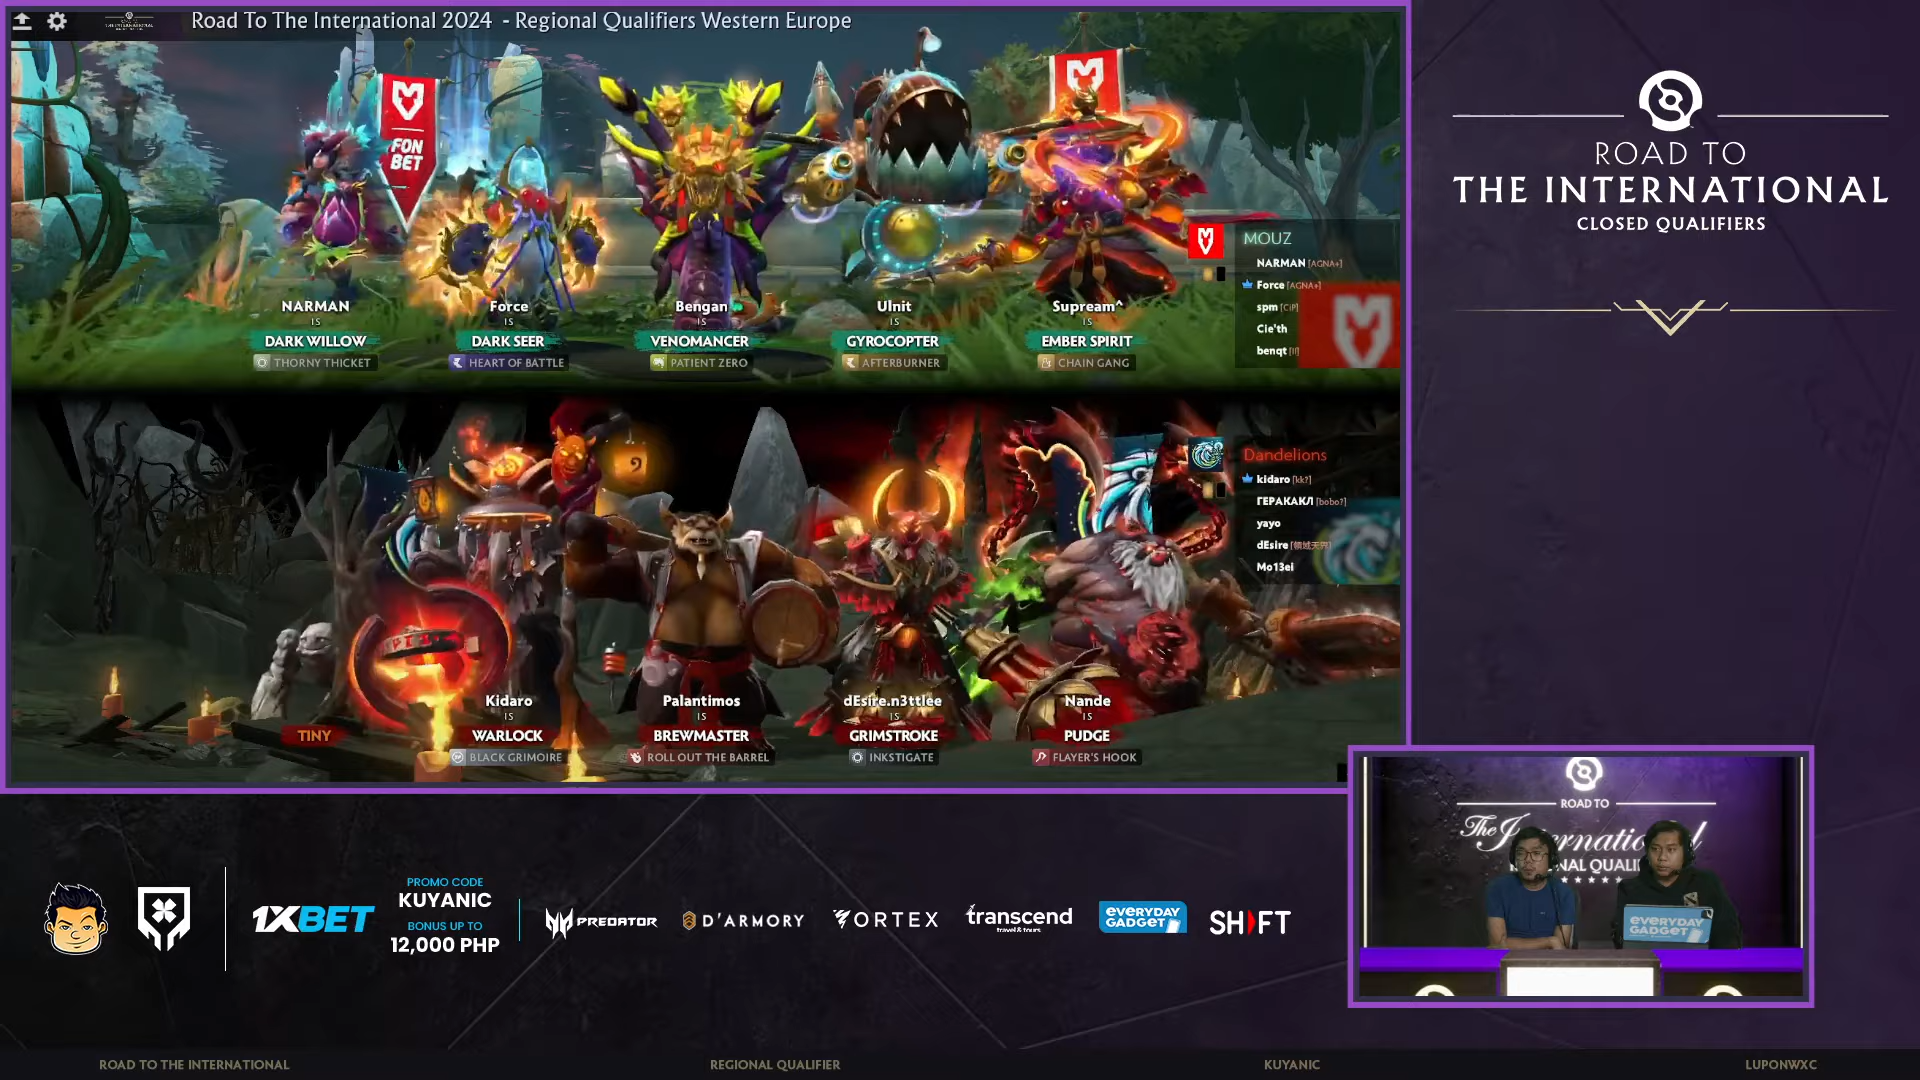 Road To The International 2024 - Regional Qualifiers Western Europe
FON
BET
NARMAN
IS
DARK WILLOW
THORNY THICKET
Force
IS
DARK SEER
HEART OF BATTLE
Bengan
IS
VENOMANCER
PATIENT ZERO
Ulnit
IS
GYROCOPTER
AFTERBURNER
Supream^
IS
EMBER SPIRIT
CHAIN GANG
MOUZ
NARMAN [AGNA+]
Force [AGNA+]
spm [CIP]
Cie'th
benqt
TINY
Kidaro
IS
WARLOCK
BLACK GRIMOIRE
Palantimos
IS
BREWMASTER
ROLL OUT THE BARREL
dEsire.n3ttlee
IS
GRIMSTROKE
INKSTIGATE
Nande
IS
PUDGE
FLAYER'S HOOK
Dandelions
kidaro [kk?]
ГЕРАКАКЛ [bobo?]
yayo
dEsire
Mo13ei
ROAD TO
THE INTERNATIONAL
CLOSED QUALIFIERS
1XBET
PROMO CODE
KUYANIC
BONUS UP TO
12,000 PHP
PREDATOR
D'ARMORY
VORTEX
transcend
travel & tours
EVERYDAY
GADGET
SHIFT
ROAD TO
The International
EVERYDAY
GADGET
ROAD TO THE INTERNATIONAL
REGIONAL QUALIFIER
KUYANIC
LUPONWXC